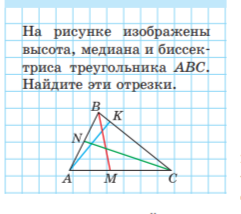 На рисунке изображены
высота, медиана и биссек-
триса треугольника ABC.
Найдите эти отрезки.
B
K
N
A
M
C